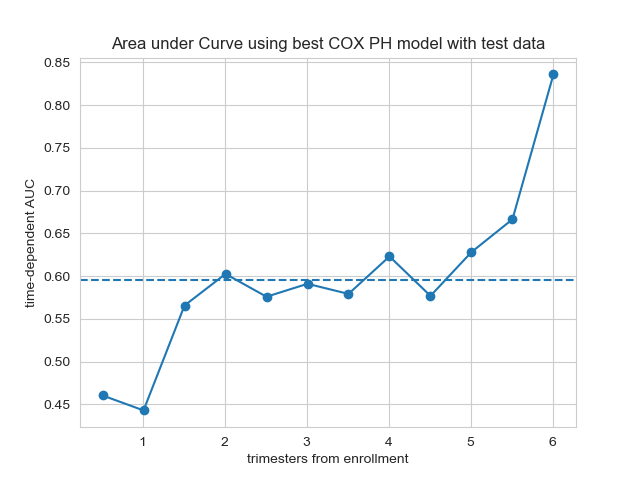 Area under Curve using best COX PH model with test data
time-dependent AUC
0.85
0.80
0.75
0.70
0.65
0.60
0.55
0.50
0.45
1 2 3 4 5 6
trimesters from enrollment